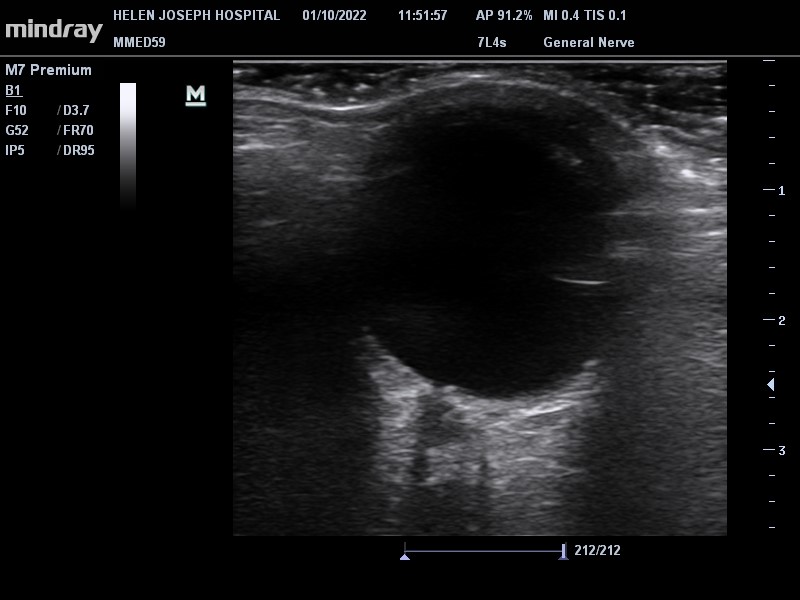 mindray HELEN JOSEPH HOSPITAL 01/10/2022 11:51:57 AP 91.2% MI 0.4 TIS 0.1
MMED59 7L4s General Nerve
M7 Premium
B1
F10 / D3.7
G52 / FR70
IP5 / DR95
M
1
2
3
212/212